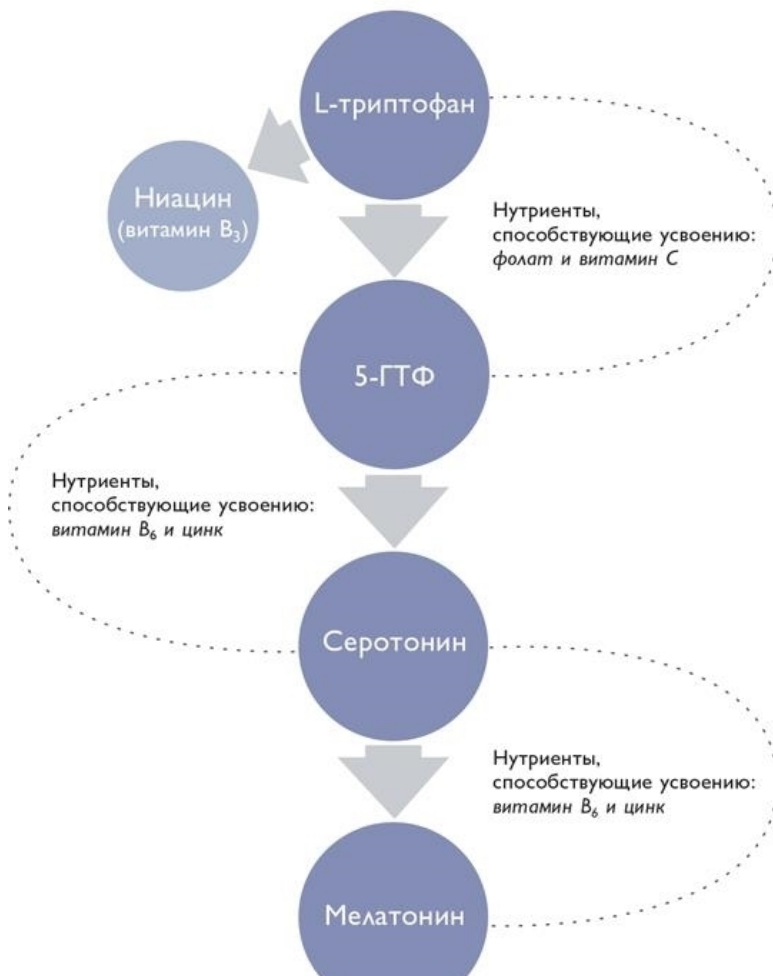 L-триптофан
Ниацин
(витамин B₃)
Нутриенты,
способствующие усвоению:
фолат и витамин C
5-ГТФ
Нутриенты,
способствующие усвоению:
витамин B₆ и цинк
Серотонин
Нутриенты,
способствующие усвоению:
витамин B₆ и цинк
Мелатонин